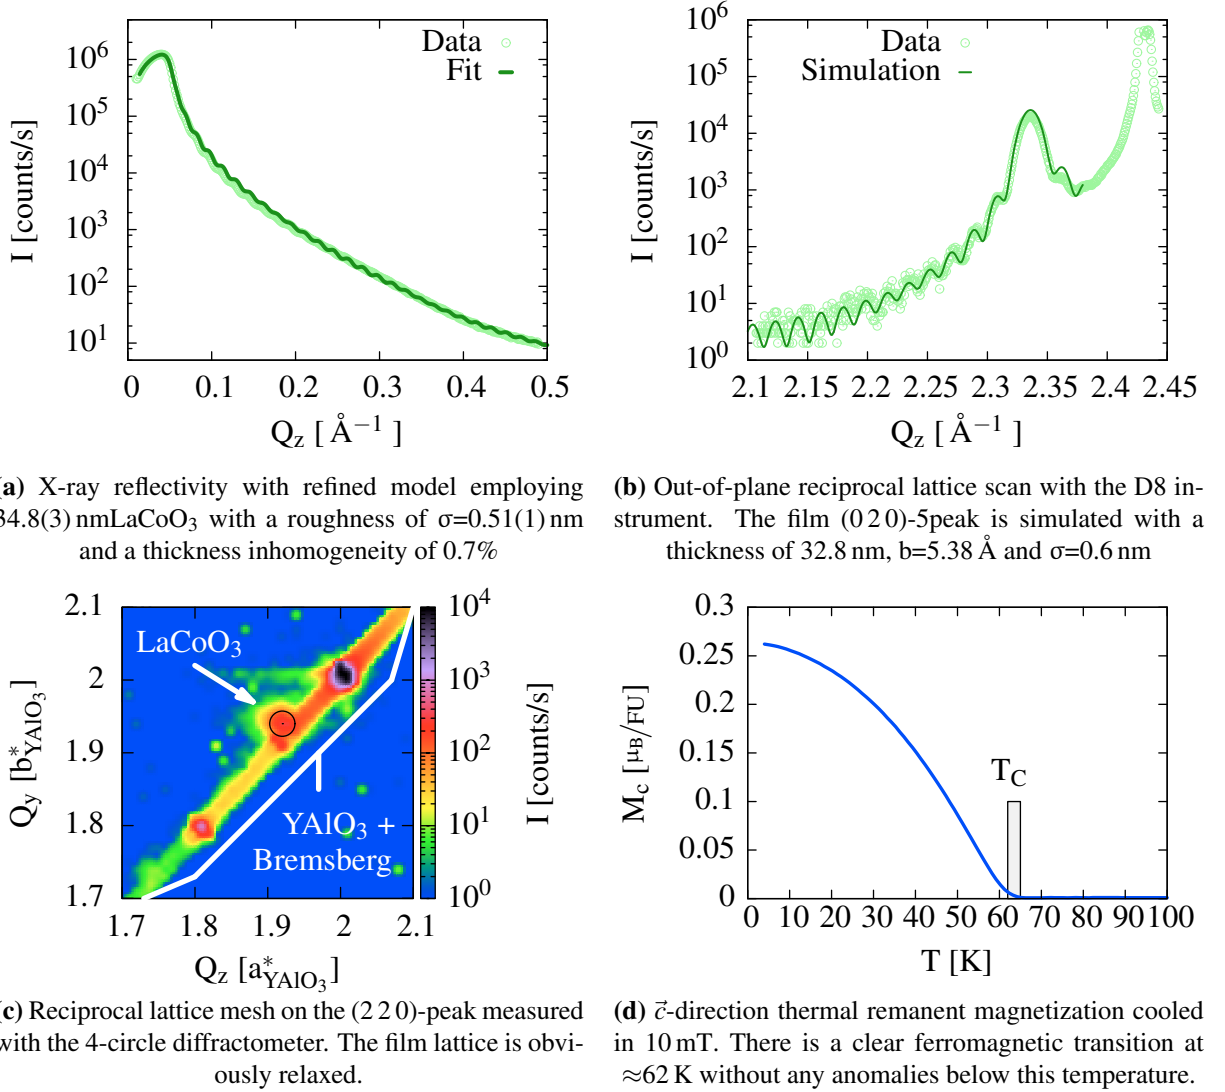 10⁶
10⁵
10⁴
10³
10²
10¹
I [counts/s]
Data
Fit
0 0.1 0.2 0.3 0.4 0.5
Q_z [ Å⁻¹ ]
10⁶
10⁵
10⁴
10³
10²
10¹
10⁰
I [counts/s]
Data
Simulation
2.1 2.15 2.2 2.25 2.3 2.35 2.4 2.45
Q_z [ Å⁻¹ ]
(a) X-ray reflectivity with refined model employing
34.8(3) nmLaCoO₃ with a roughness of σ=0.51(1) nm
and a thickness inhomogeneity of 0.7%
(b) Out-of-plane reciprocal lattice scan with the D8 in-
strument. The film (0 2 0)-5peak is simulated with a
thickness of 32.8 nm, b=5.38 Å and σ=0.6 nm
2.1
2
1.9
1.8
1.7
Q_y [b*_YAlO₃]
LaCoO₃
YAlO₃ +
Bremsberg
1.7 1.8 1.9 2 2.1
Q_z [a*_YAlO₃]
10⁴
10³
10²
10¹
10⁰
I [counts/s]
0.3
0.25
0.2
0.15
0.1
0.05
0
M_c [μ_B/FU]
T_C
0 10 20 30 40 50 60 70 80 90 100
T [K]
(c) Reciprocal lattice mesh on the (2 2 0)-peak measured
with the 4-circle diffractometer. The film lattice is obvi-
ously relaxed.
(d) c⃗-direction thermal remanent magnetization cooled
in 10 mT. There is a clear ferromagnetic transition at
≈62 K without any anomalies below this temperature.